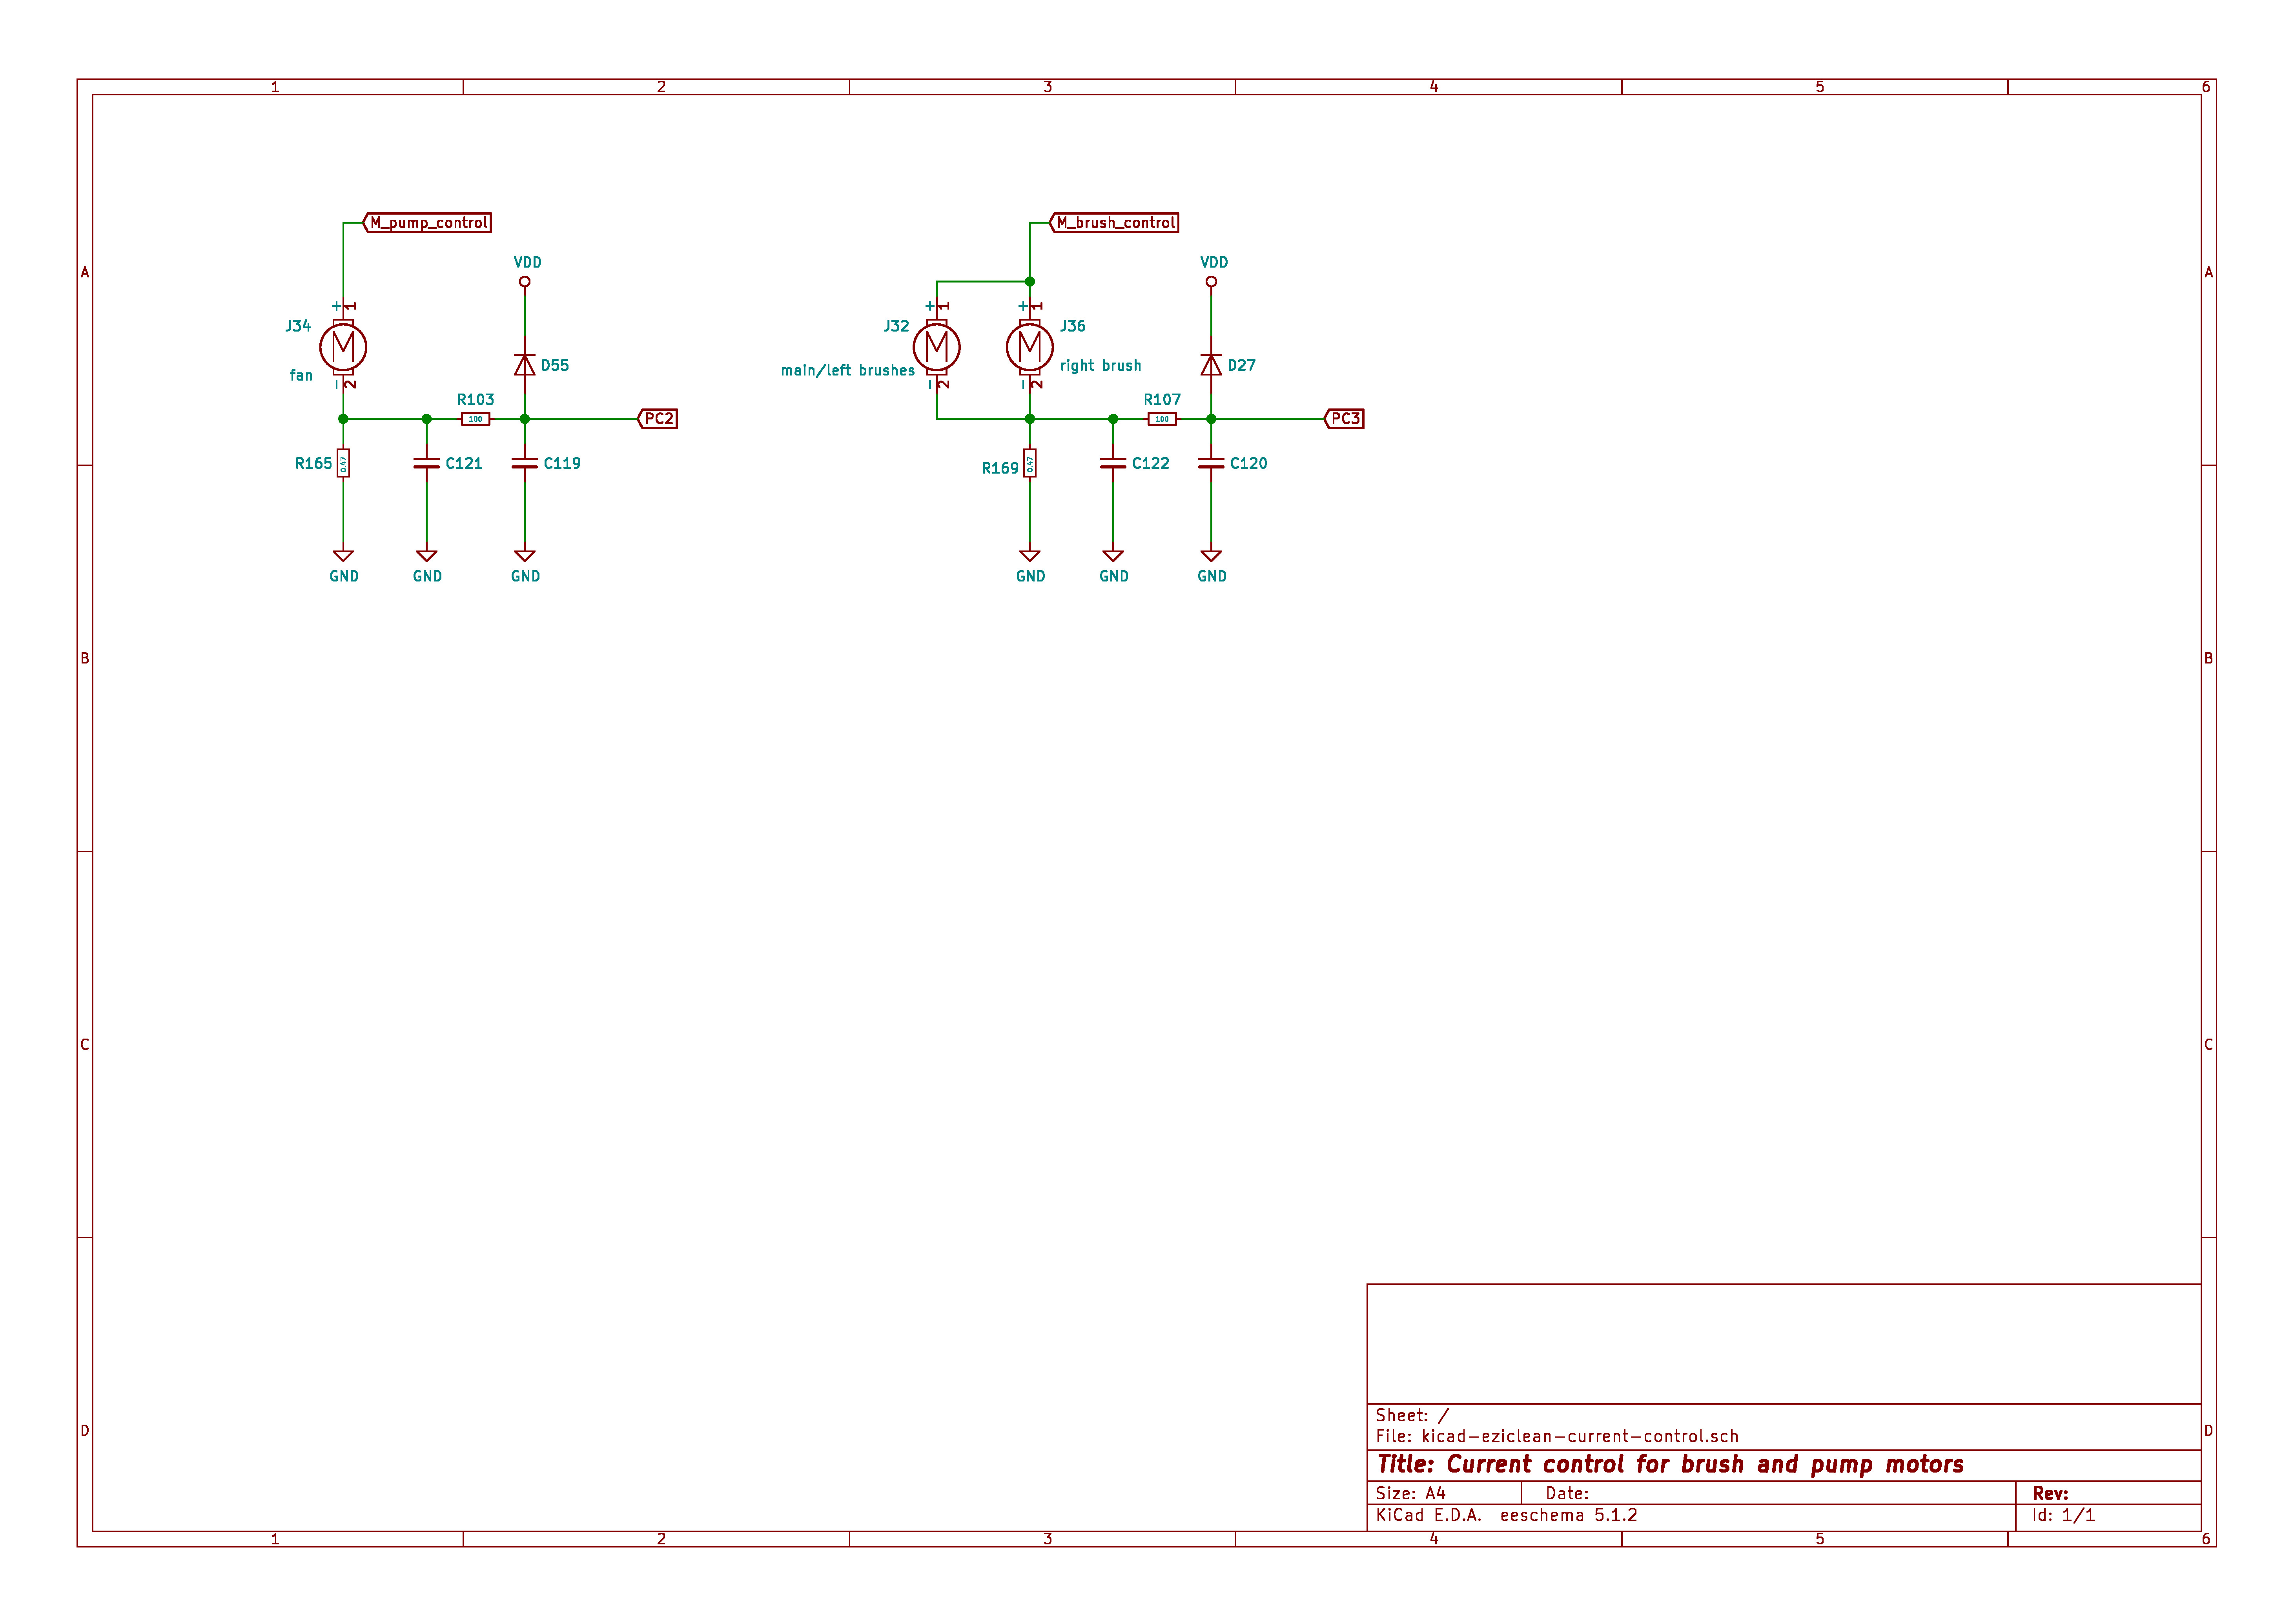 1 2 3 4 5 6
A A
B B
C C
D D
M_pump_control
VDD
+ 1
J34
fan
- 2
D55
R103
100
PC2
R165
0.47
C121
C119
GND GND GND
M_brush_control
VDD
+ 1 + 1
J32 J36
main/left brushes
right brush
- 2 - 2
D27
R107
100
PC3
R169
0.47
C122
C120
GND GND GND
Sheet: /
File: kicad-eziclean-current-control.sch
Title: Current control for brush and pump motors
Size: A4 Date: Rev:
KiCad E.D.A. eeschema 5.1.2 Id: 1/1
1 2 3 4 5 6